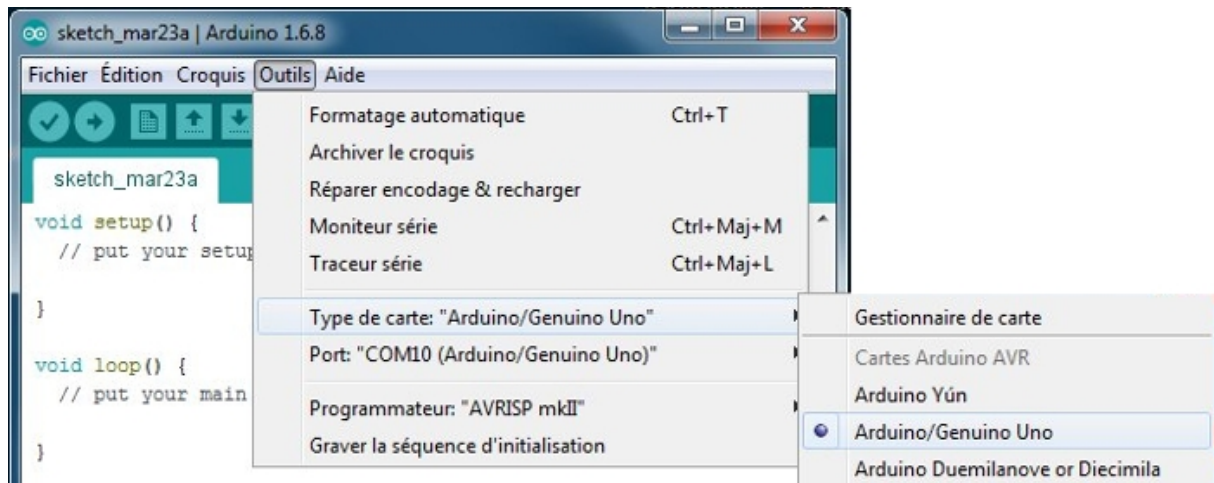 sketch_mar23a | Arduino 1.6.8
Fichier Édition Croquis Outils Aide
sketch_mar23a
void setup() {
// put your setup
}
void loop() {
// put your main
}
Formatage automatique Ctrl+T
Archiver le croquis
Réparer encodage & recharger
Moniteur série Ctrl+Maj+M
Traceur série Ctrl+Maj+L
Type de carte: "Arduino/Genuino Uno"
Port: "COM10 (Arduino/Genuino Uno)"
Programmateur: "AVRISP mkII"
Graver la séquence d'initialisation
Gestionnaire de carte
Cartes Arduino AVR
Arduino Yún
Arduino/Genuino Uno
Arduino Duemilanove or Diecimila